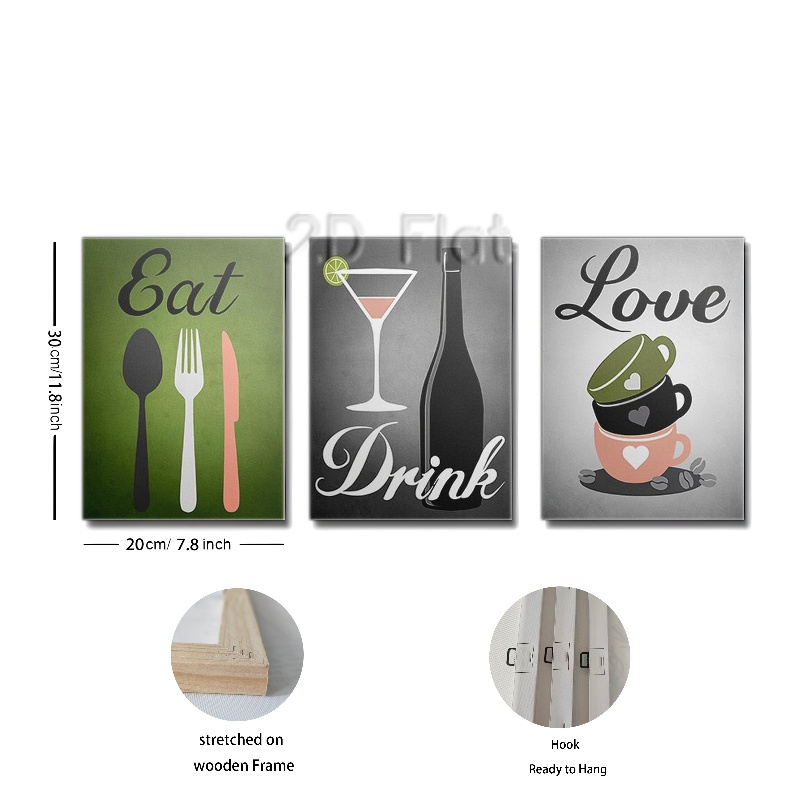 2D Flat
Eat
Drink
Love
30cm/11.8inch
20cm/ 7.8 inch
stretched on
wooden Frame
Hook
Ready to Hang